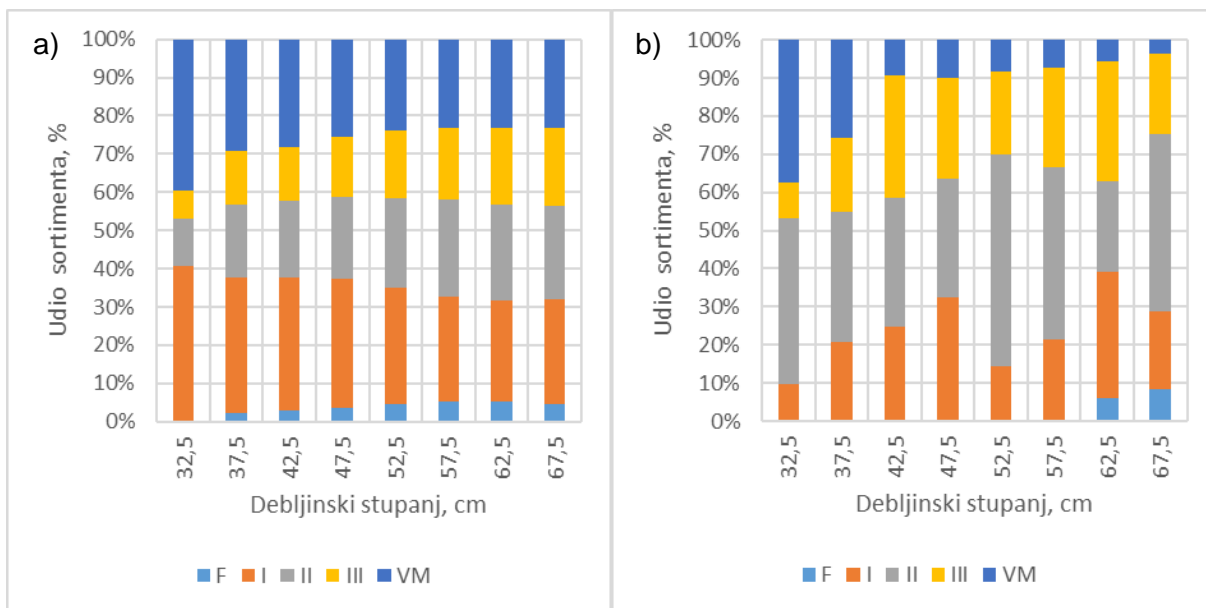 a)
100%
90%
80%
70%
60%
50%
40%
30%
20%
10%
0%
Udio sortimenta, %
32,5 37,5 42,5 47,5 52,5 57,5 62,5 67,5
Debljinski stupanj, cm
F I II III VM
b)
100%
90%
80%
70%
60%
50%
40%
30%
20%
10%
0%
Udio sortimenta, %
32,5 37,5 42,5 47,5 52,5 57,5 62,5 67,5
Debljinski stupanj, cm
F I II III VM